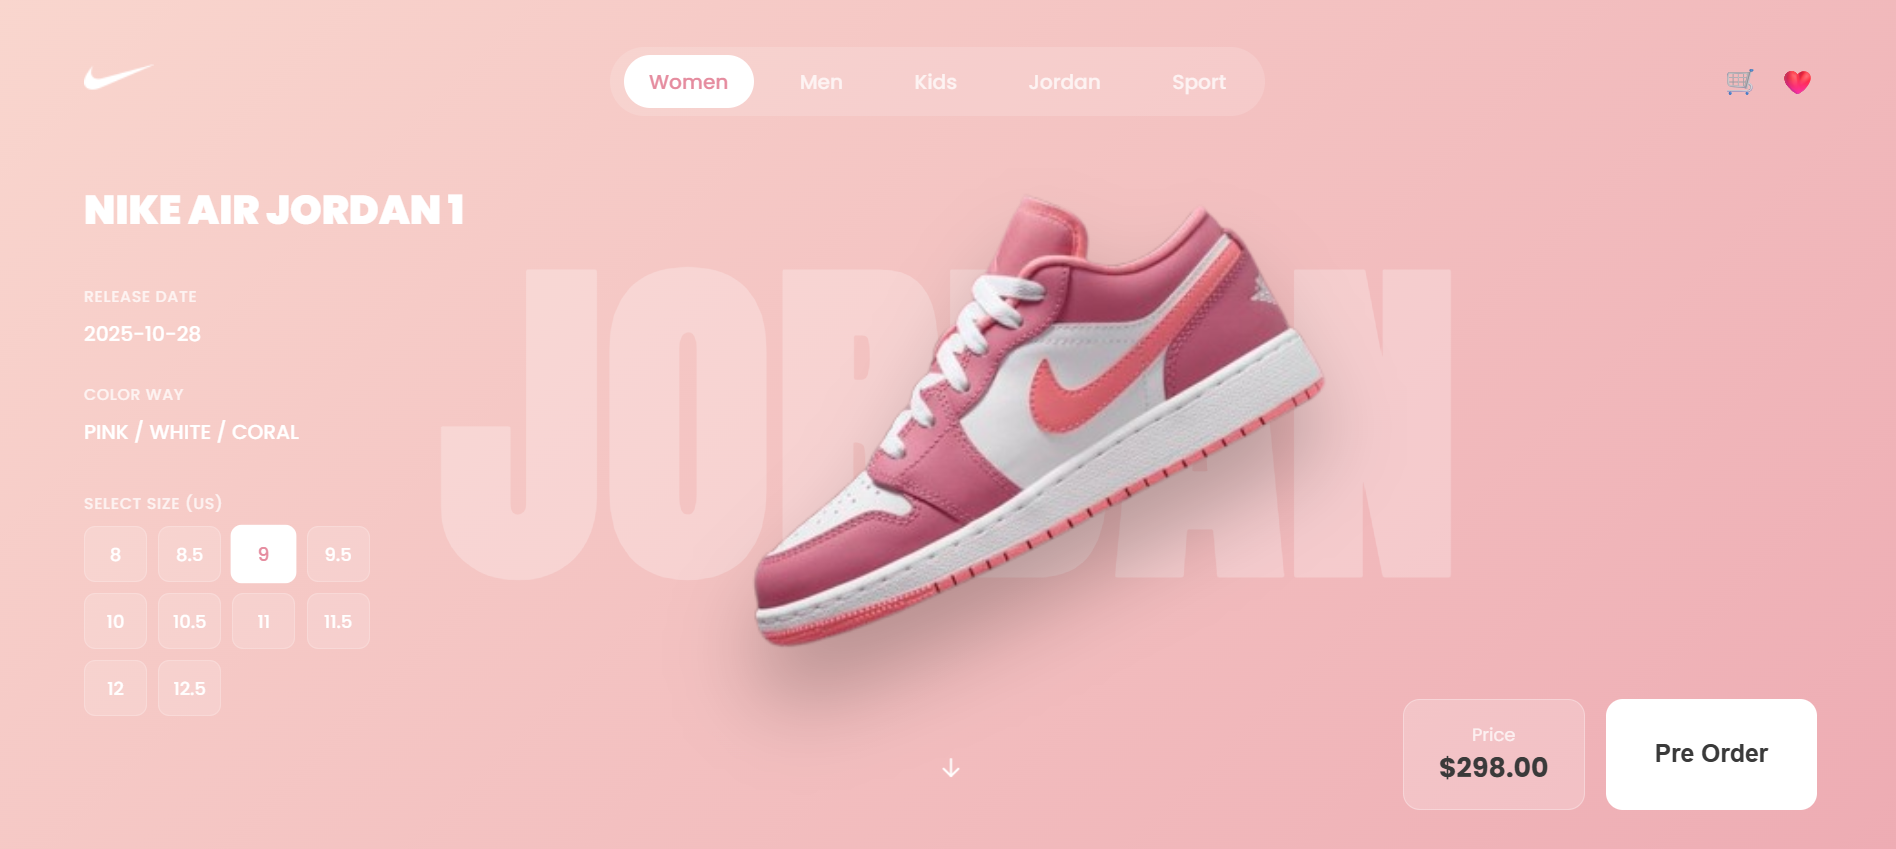 Women Men Kids Jordan Sport
NIKE AIR JORDAN 1
JORDAN
RELEASE DATE
2025-10-28
COLOR WAY
PINK / WHITE / CORAL
SELECT SIZE (US)
8 8.5 9 9.5
10 10.5 11 11.5
12 12.5
Price
$298.00
Pre Order